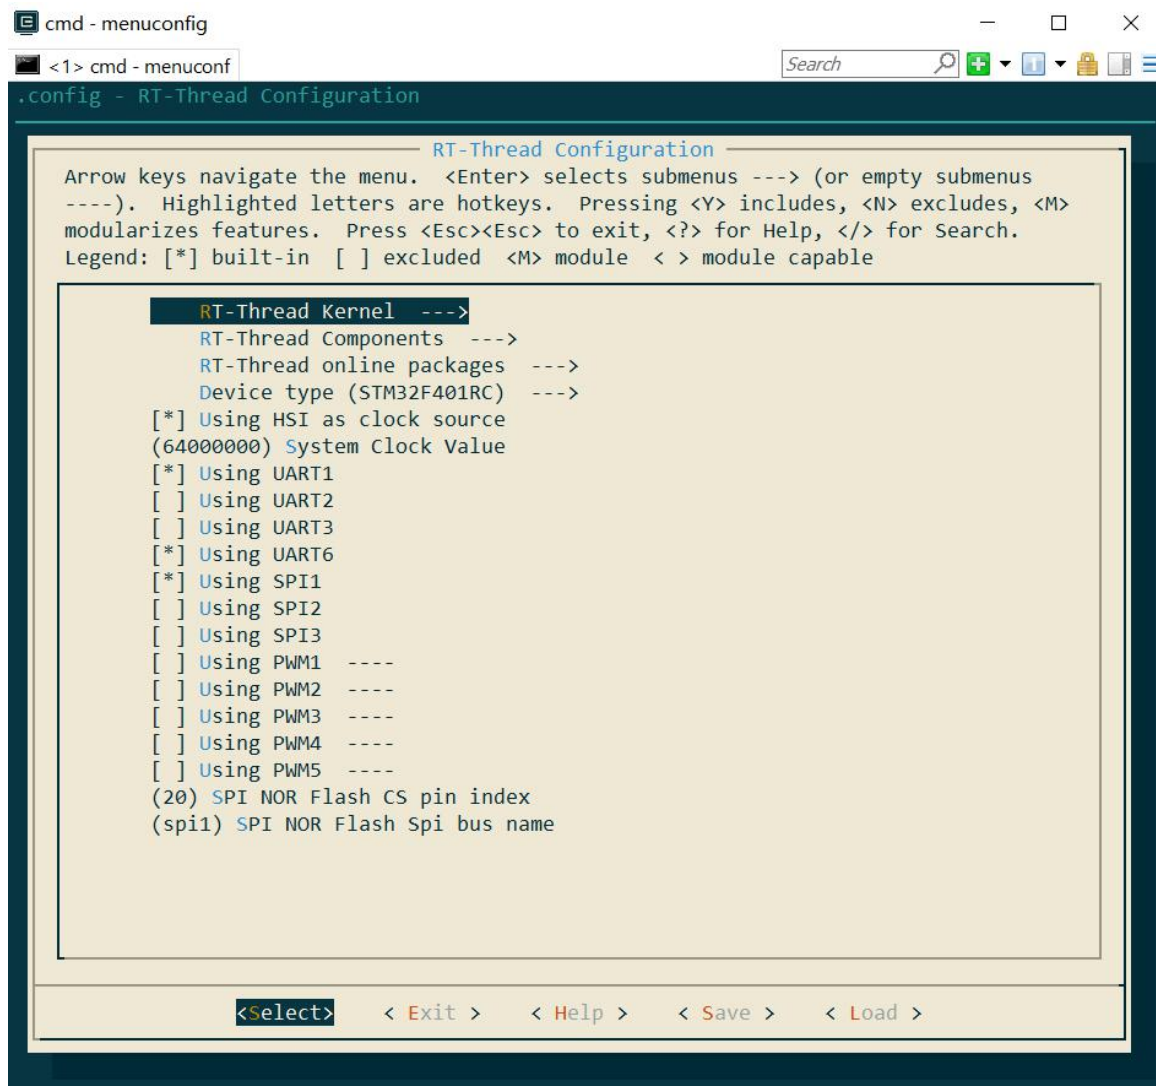 cmd - menuconfig
<1> cmd - menuconf
Search
.config - RT-Thread Configuration
RT-Thread Configuration
Arrow keys navigate the menu.  <Enter> selects submenus ---> (or empty submenus
----).  Highlighted letters are hotkeys.  Pressing <Y> includes, <N> excludes, <M>
modularizes features.  Press <Esc><Esc> to exit, <?> for Help, </> for Search.
Legend: [*] built-in  [ ] excluded  <M> module  < > module capable
RT-Thread Kernel  --->
RT-Thread Components  --->
RT-Thread online packages  --->
Device type (STM32F401RC)  --->
[*] Using HSI as clock source
(64000000) System Clock Value
[*] Using UART1
[ ] Using UART2
[ ] Using UART3
[*] Using UART6
[*] Using SPI1
[ ] Using SPI2
[ ] Using SPI3
[ ] Using PWM1  ----
[ ] Using PWM2  ----
[ ] Using PWM3  ----
[ ] Using PWM4  ----
[ ] Using PWM5  ----
(20) SPI NOR Flash CS pin index
(spi1) SPI NOR Flash Spi bus name
<Select>    < Exit >    < Help >    < Save >    < Load >